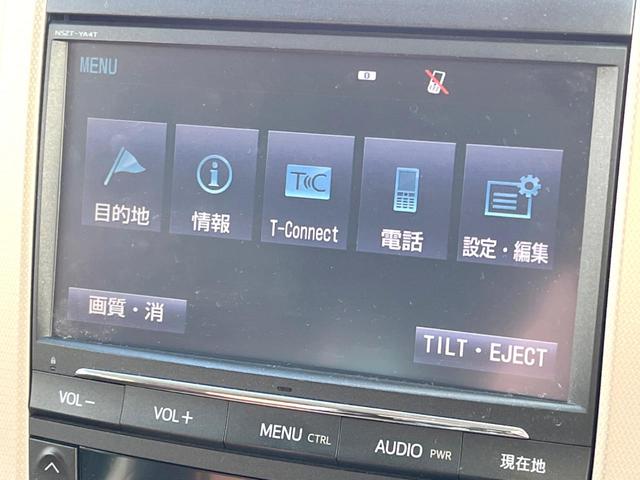 NSZT-YA4T
MENU
0
目的地
情報
T C
T-Connect
電話
設定・編集
画質・消
TILT・EJECT
VOL－
VOL＋
MENU CTRL
AUDIO PWR
現在地